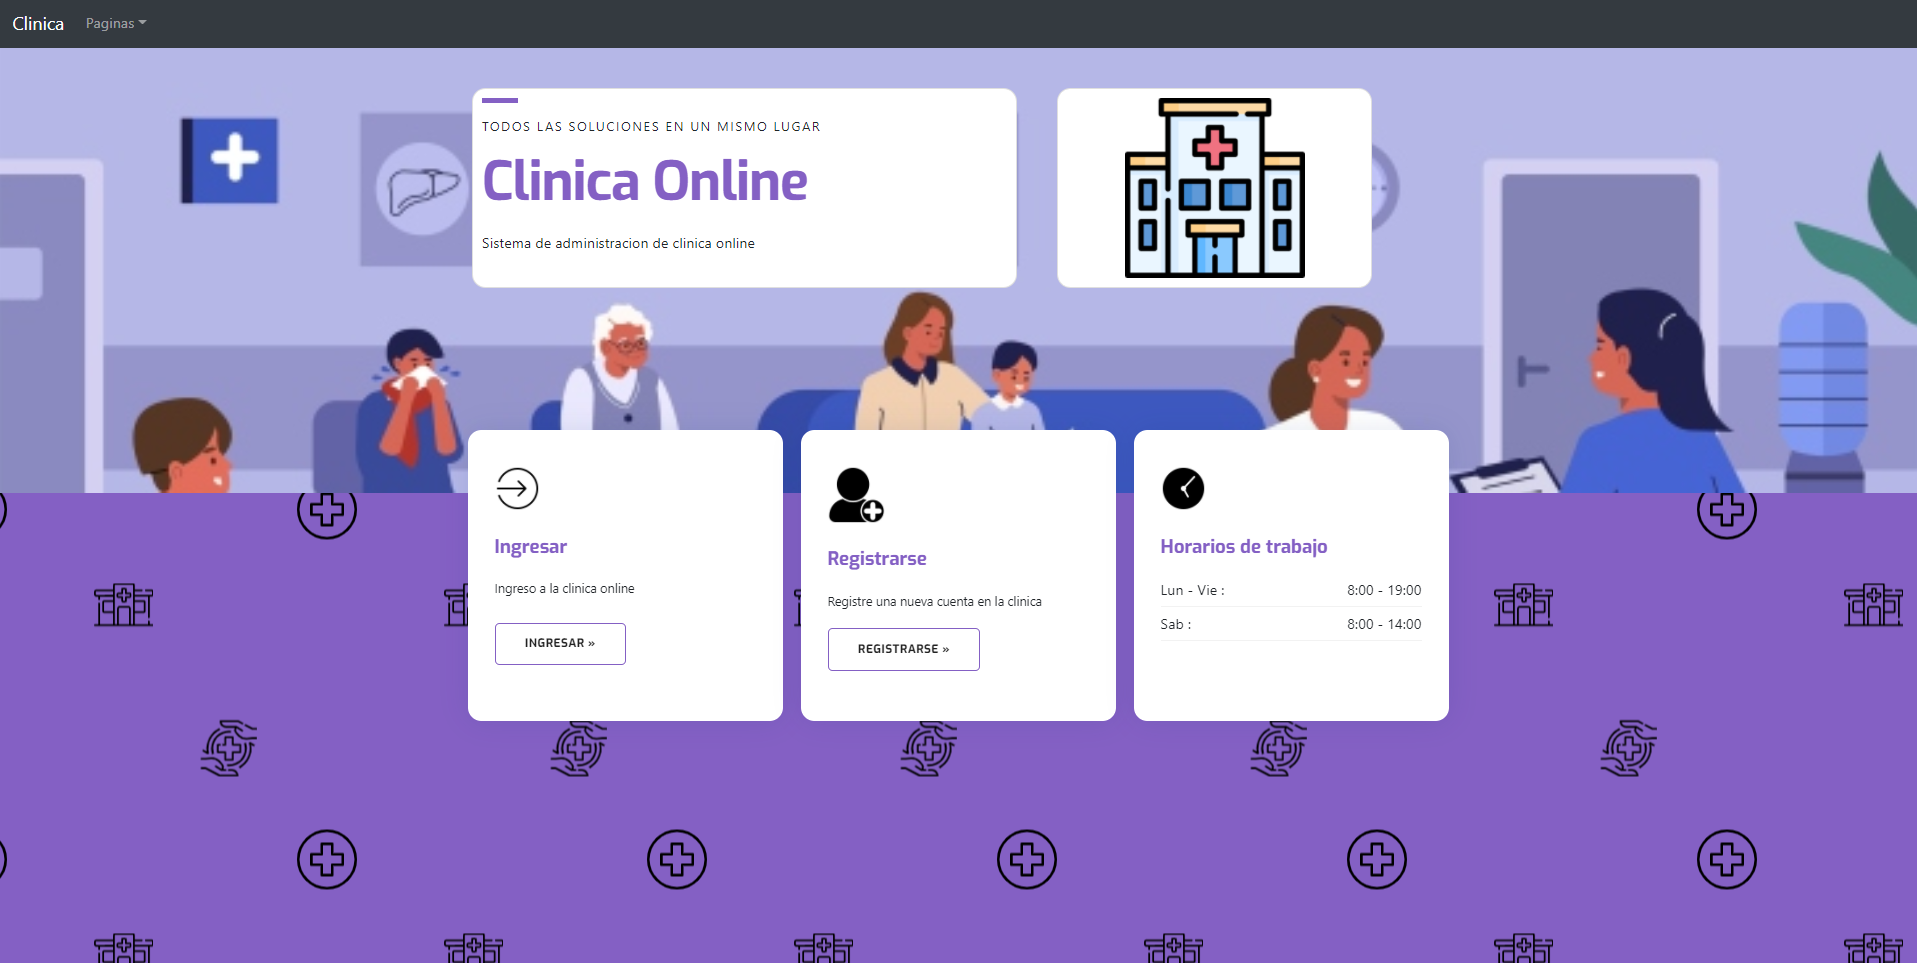 Clinica Paginas
TODOS LAS SOLUCIONES EN UN MISMO LUGAR
Clinica Online
Sistema de administracion de clinica online
Ingresar
Ingreso a la clinica online
INGRESAR »
Registrarse
Registre una nueva cuenta en la clinica
REGISTRARSE »
Horarios de trabajo
Lun - Vie : 8:00 - 19:00
Sab : 8:00 - 14:00